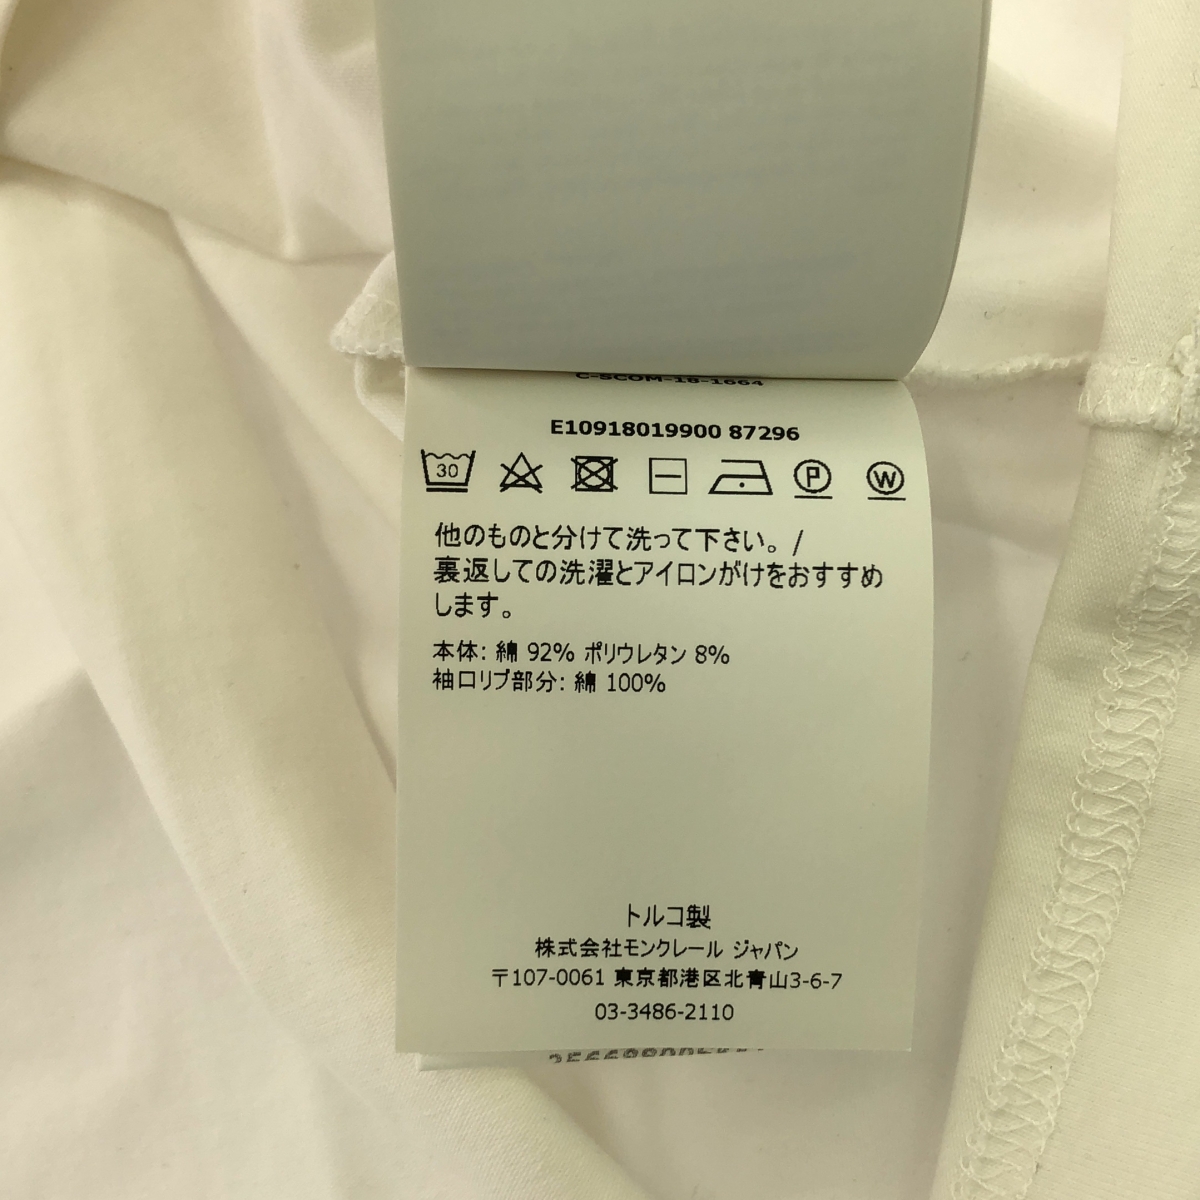 C-SCOM-18-1664
E10918019900 87296
30
P
W
他のものと分けて洗って下さい。/
裏返しての洗濯とアイロンがけをおすすめ
します。
本体: 綿 92% ポリウレタン 8%
袖口リブ部分: 綿 100%
トルコ製
株式会社モンクレール ジャパン
〒107-0061 東京都港区北青山3-6-7
03-3486-2110